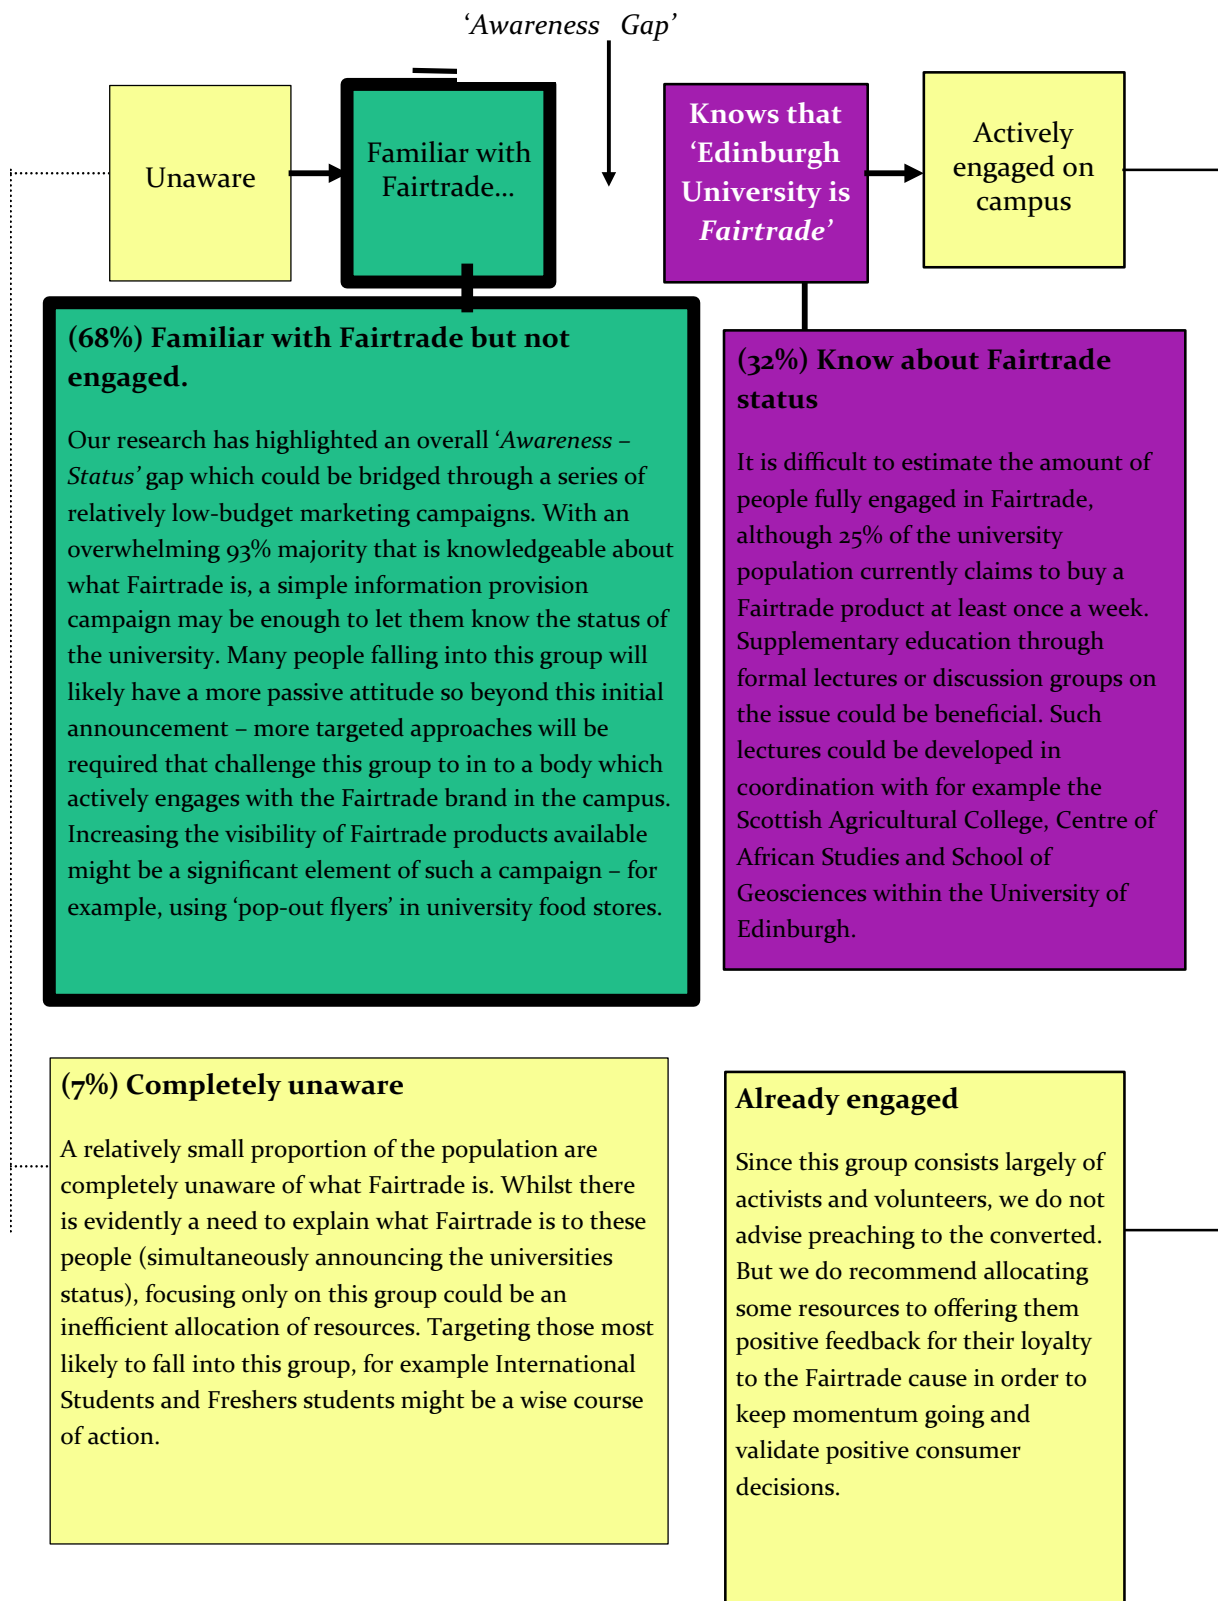 ‘Awareness Gap’
Unaware
Familiar with
Fairtrade...
Knows that
‘Edinburgh
University is
Fairtrade’
Actively
engaged on
campus
(68%) Familiar with Fairtrade but not
engaged.
Our research has highlighted an overall ‘Awareness –
Status’ gap which could be bridged through a series of
relatively low-budget marketing campaigns. With an
overwhelming 93% majority that is knowledgeable about
what Fairtrade is, a simple information provision
campaign may be enough to let them know the status of
the university. Many people falling into this group will
likely have a more passive attitude so beyond this initial
announcement – more targeted approaches will be
required that challenge this group to in to a body which
actively engages with the Fairtrade brand in the campus.
Increasing the visibility of Fairtrade products available
might be a significant element of such a campaign – for
example, using ‘pop-out flyers’ in university food stores.
(32%) Know about Fairtrade
status
It is difficult to estimate the amount of
people fully engaged in Fairtrade,
although 25% of the university
population currently claims to buy a
Fairtrade product at least once a week.
Supplementary education through
formal lectures or discussion groups on
the issue could be beneficial. Such
lectures could be developed in
coordination with for example the
Scottish Agricultural College, Centre of
African Studies and School of
Geosciences within the University of
Edinburgh.
(7%) Completely unaware
A relatively small proportion of the population are
completely unaware of what Fairtrade is. Whilst there
is evidently a need to explain what Fairtrade is to these
people (simultaneously announcing the universities
status), focusing only on this group could be an
inefficient allocation of resources. Targeting those most
likely to fall into this group, for example International
Students and Freshers students might be a wise course
of action.
Already engaged
Since this group consists largely of
activists and volunteers, we do not
advise preaching to the converted.
But we do recommend allocating
some resources to offering them
positive feedback for their loyalty
to the Fairtrade cause in order to
keep momentum going and
validate positive consumer
decisions.